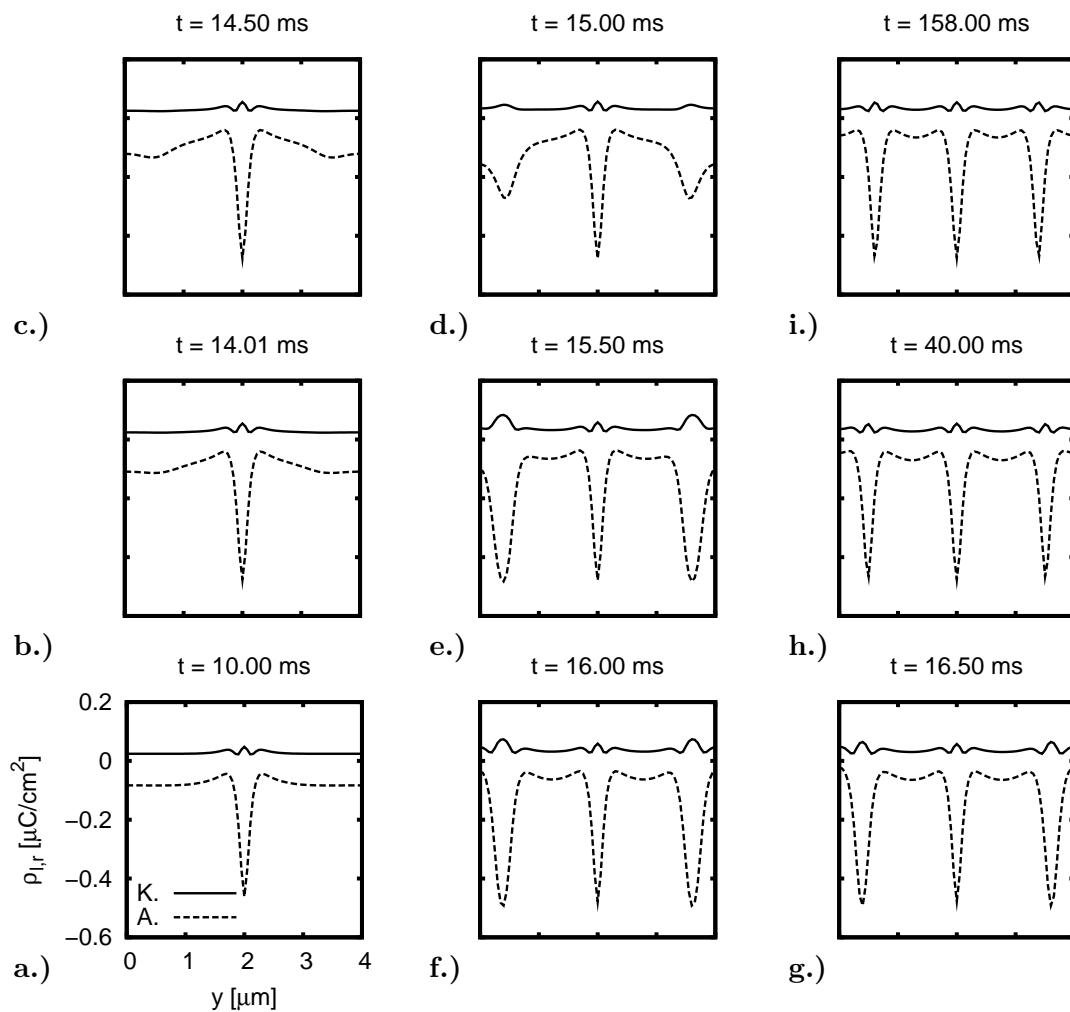 t = 14.50 ms
t = 15.00 ms
t = 158.00 ms
c.)
d.)
i.)
t = 14.01 ms
t = 15.50 ms
t = 40.00 ms
b.)
e.)
h.)
t = 10.00 ms
t = 16.00 ms
t = 16.50 ms
0.2
0
−0.2
−0.4
−0.6
ρl,r [μC/cm²]
K.
A.
0 1 2 3 4
y [μm]
a.)
f.)
g.)